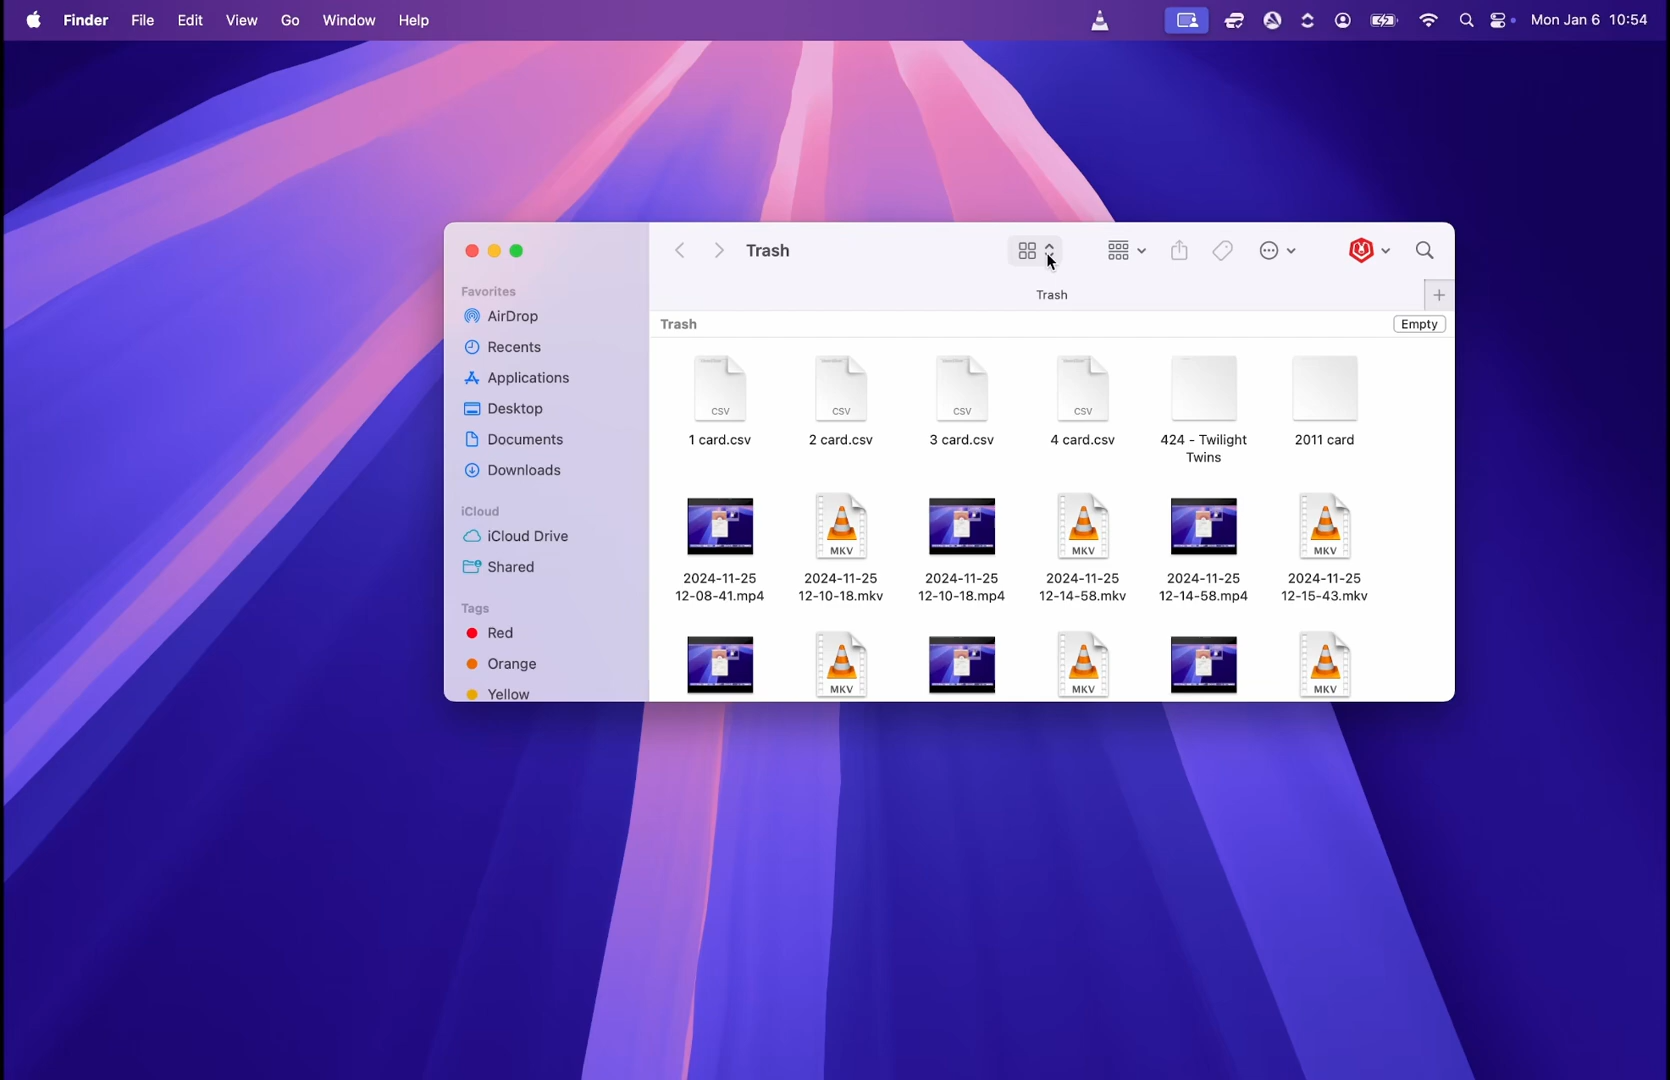 Finder File Edit View Go Window Help Mon Jan 6 10:54
Trash
Favorites
AirDrop
Recents
Applications
Desktop
Documents
Downloads
iCloud
iCloud Drive
Shared
Tags
Red
Orange
Yellow
Trash
Trash Empty
CSV CSV CSV CSV
1 card.csv 2 card.csv 3 card.csv 4 card.csv 424 - Twilight 2011 card
Twins
MKV MKV MKV
2024-11-25 2024-11-25 2024-11-25 2024-11-25 2024-11-25 2024-11-25
12-08-41.mp4 12-10-18.mkv 12-10-18.mp4 12-14-58.mkv 12-14-58.mp4 12-15-43.mkv
MKV MKV MKV